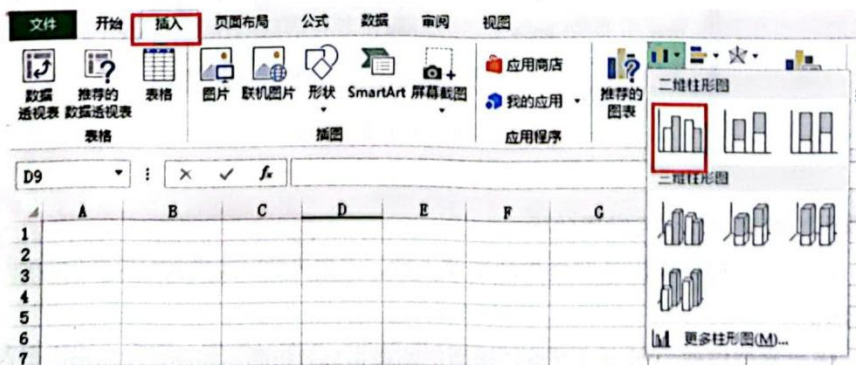 文件 开始 插入 页面布局 公式 数据 审阅 视图
数据透视表 推荐的数据透视表 表格 图片 联机图片 形状 SmartArt 屏幕截图 应用商店 我的应用 推荐的图表
表格 插图 应用程序
二维柱形图
D9 × ✓ fx
三维柱形图
A B C D E F G
1
2
3
4
5
6
7
更多柱形图(M)...